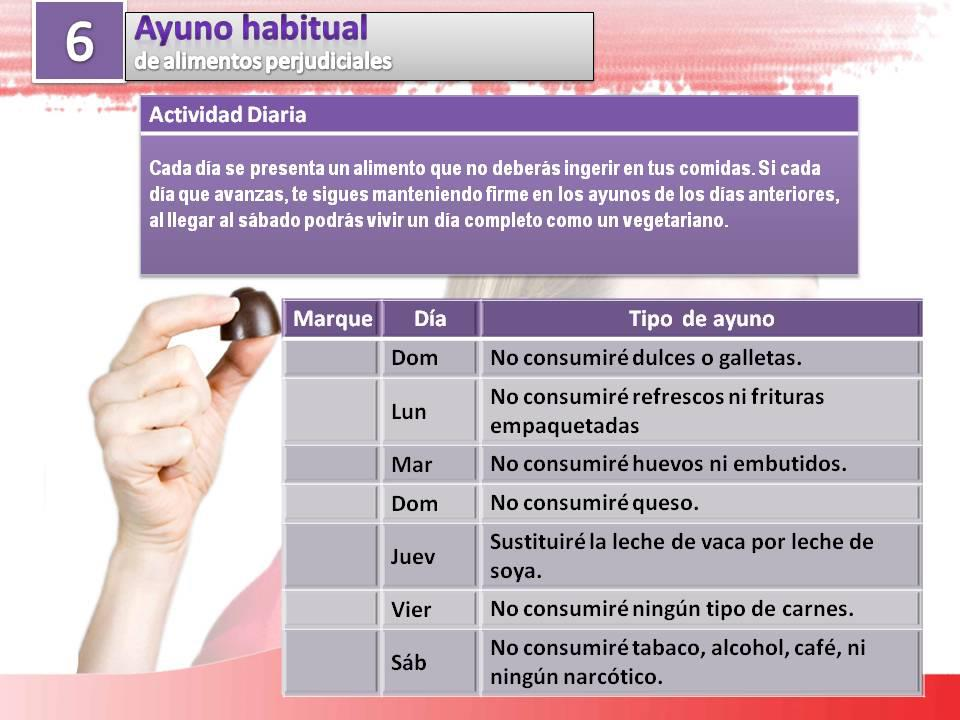 6
Ayuno habitual
de alimentos perjudiciales
Actividad Diaria
Cada día se presenta un alimento que no deberás ingerir en tus comidas. Si cada
día que avanzas, te sigues manteniendo firme en los ayunos de los días anteriores,
al llegar al sábado podrás vivir un día completo como un vegetariano.
Marque Día Tipo de ayuno
Dom No consumiré dulces o galletas.
Lun No consumiré refrescos ni frituras
empaquetadas
Mar No consumiré huevos ni embutidos.
Dom No consumiré queso.
Juev Sustituiré la leche de vaca por leche de
soya.
Vier No consumiré ningún tipo de carnes.
Sáb No consumiré tabaco, alcohol, café, ni
ningún narcótico.